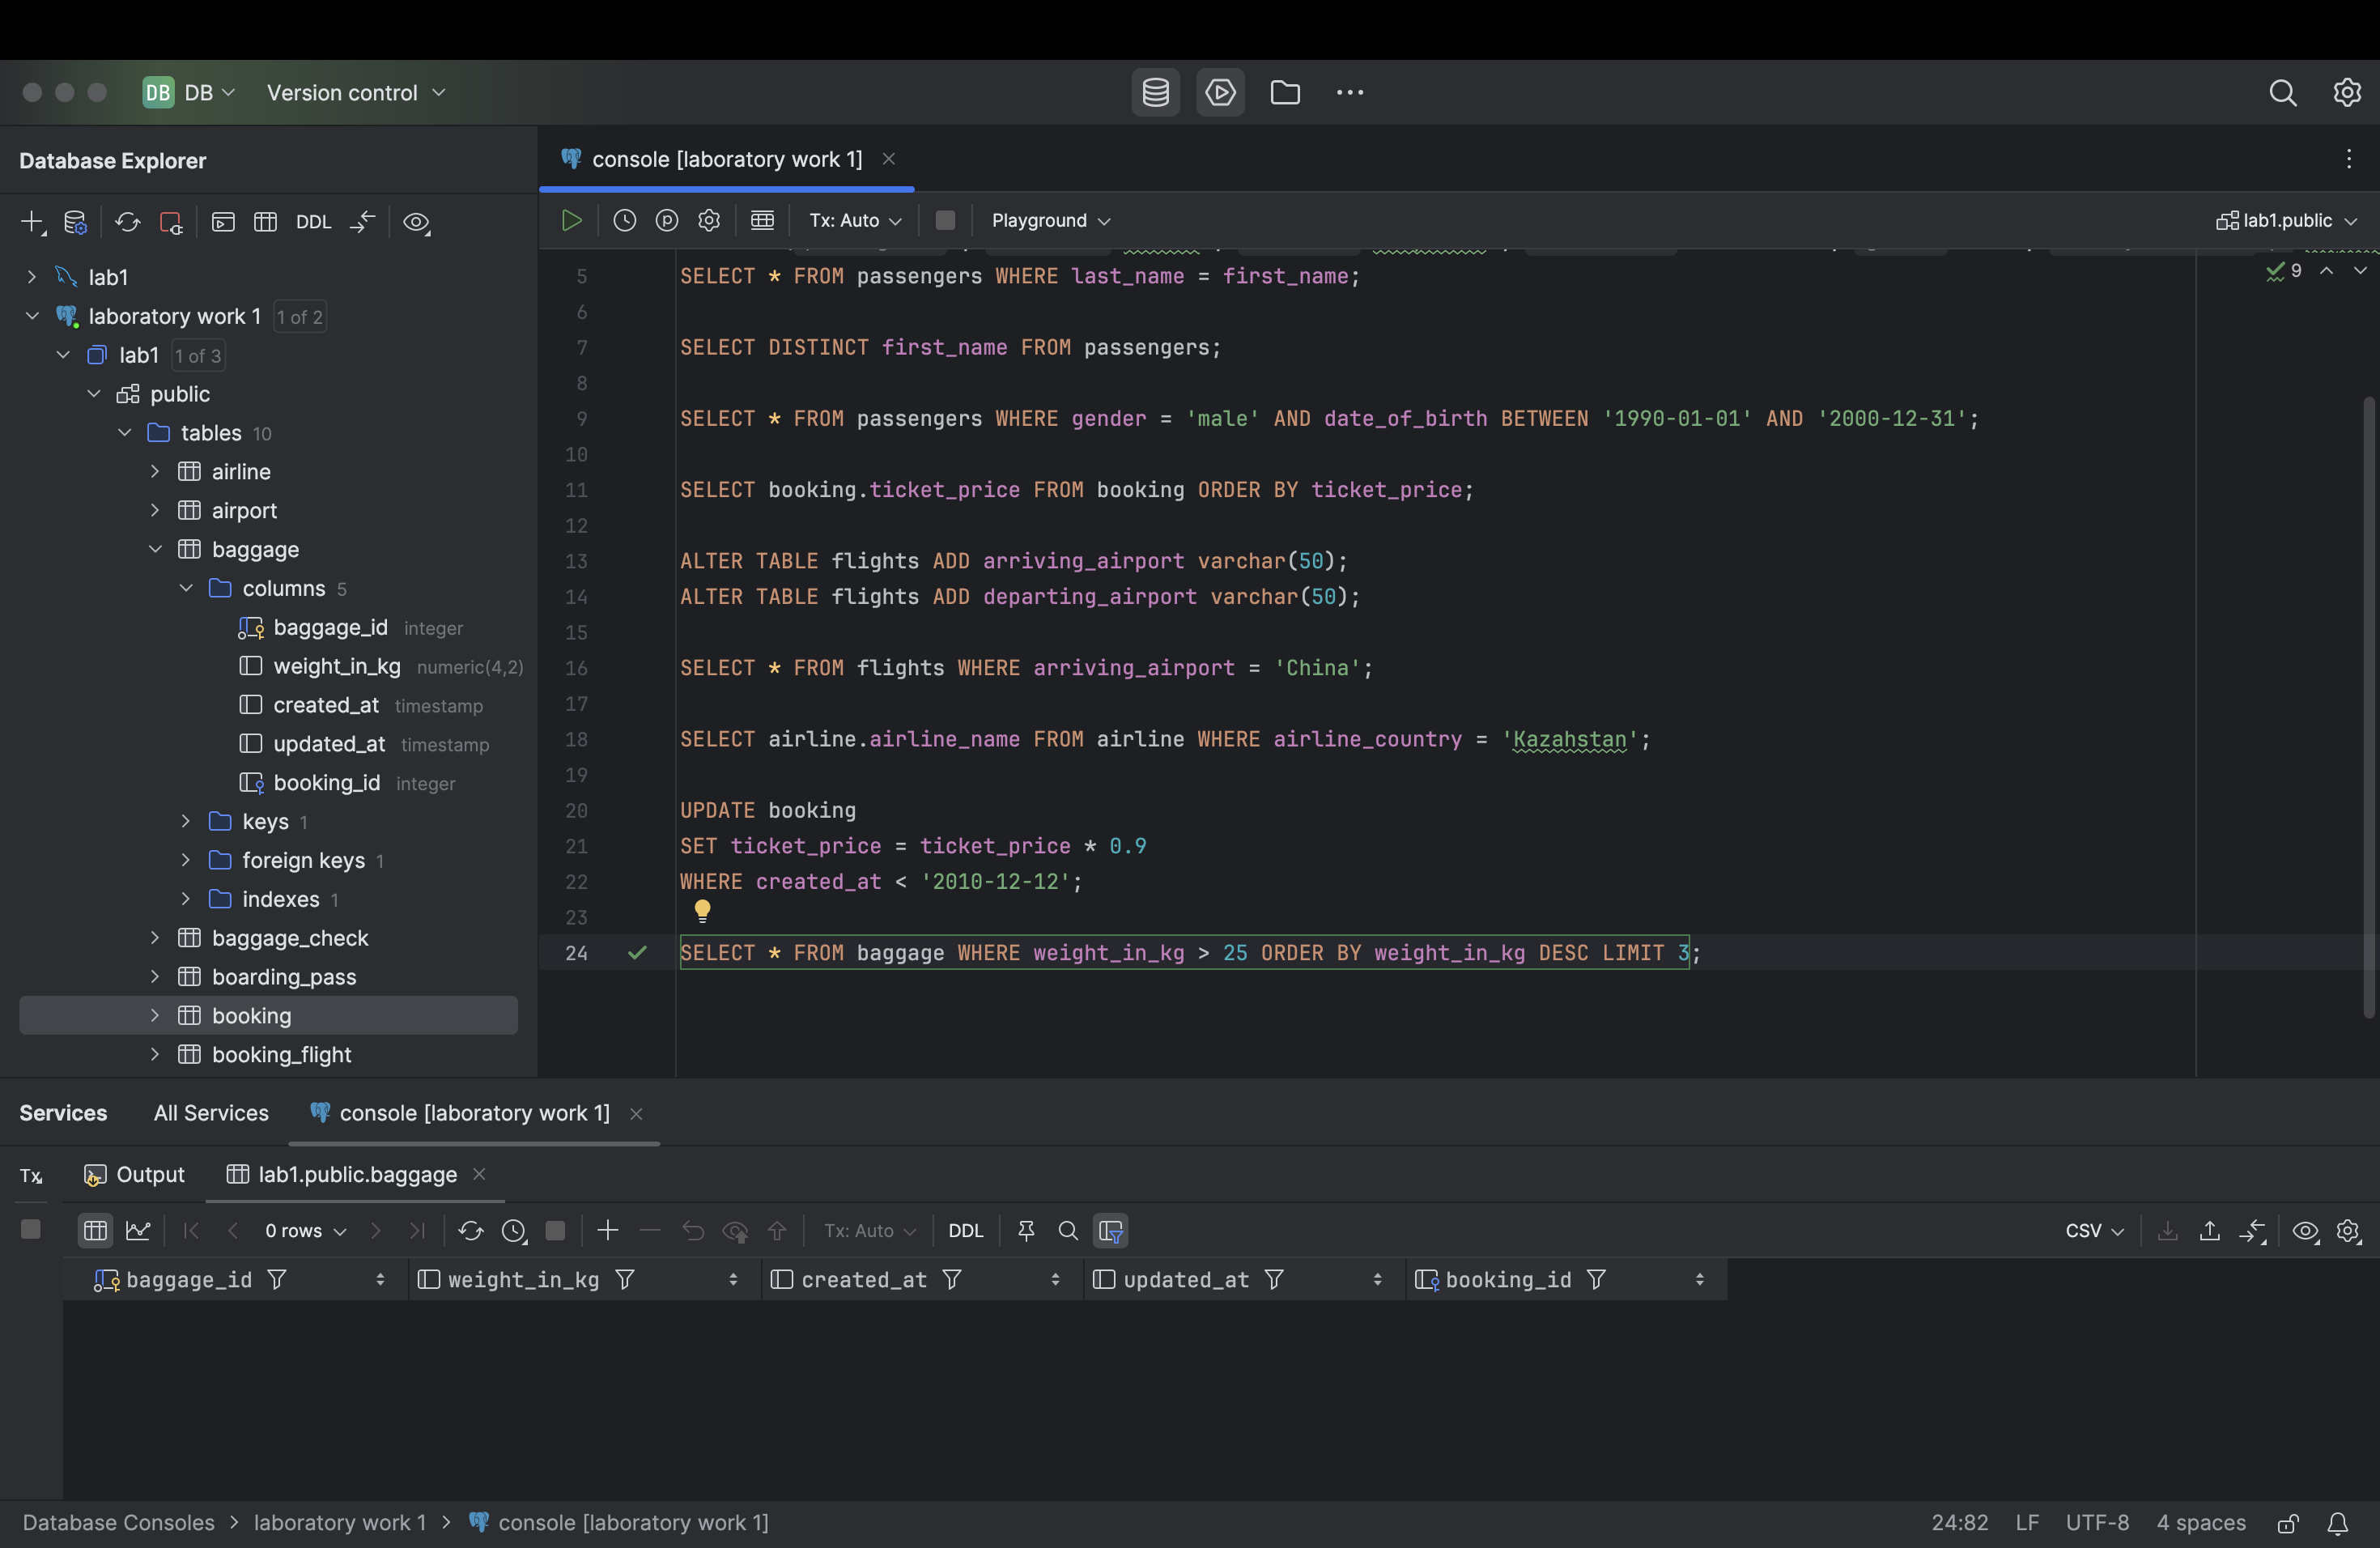 DB DB Version control
Database Explorer
console [laboratory work 1]
DDL
Tx: Auto
Playground
lab1.public
lab1
laboratory work 1 1 of 2
lab1 1 of 3
public
tables 10
airline
airport
baggage
columns 5
baggage_id integer
weight_in_kg numeric(4,2)
created_at timestamp
updated_at timestamp
booking_id integer
keys 1
foreign keys 1
indexes 1
baggage_check
boarding_pass
booking
booking_flight
9
5 SELECT * FROM passengers WHERE last_name = first_name;
6
7 SELECT DISTINCT first_name FROM passengers;
8
9 SELECT * FROM passengers WHERE gender = 'male' AND date_of_birth BETWEEN '1990-01-01' AND '2000-12-31';
10
11 SELECT booking.ticket_price FROM booking ORDER BY ticket_price;
12
13 ALTER TABLE flights ADD arriving_airport varchar(50);
14 ALTER TABLE flights ADD departing_airport varchar(50);
15
16 SELECT * FROM flights WHERE arriving_airport = 'China';
17
18 SELECT airline.airline_name FROM airline WHERE airline_country = 'Kazahstan';
19
20 UPDATE booking
21 SET ticket_price = ticket_price * 0.9
22 WHERE created_at < '2010-12-12';
23
24 SELECT * FROM baggage WHERE weight_in_kg > 25 ORDER BY weight_in_kg DESC LIMIT 3;
Services All Services console [laboratory work 1]
Tx Output lab1.public.baggage
0 rows Tx: Auto DDL CSV
baggage_id weight_in_kg created_at updated_at booking_id
Database Consoles > laboratory work 1 > console [laboratory work 1] 24:82 LF UTF-8 4 spaces